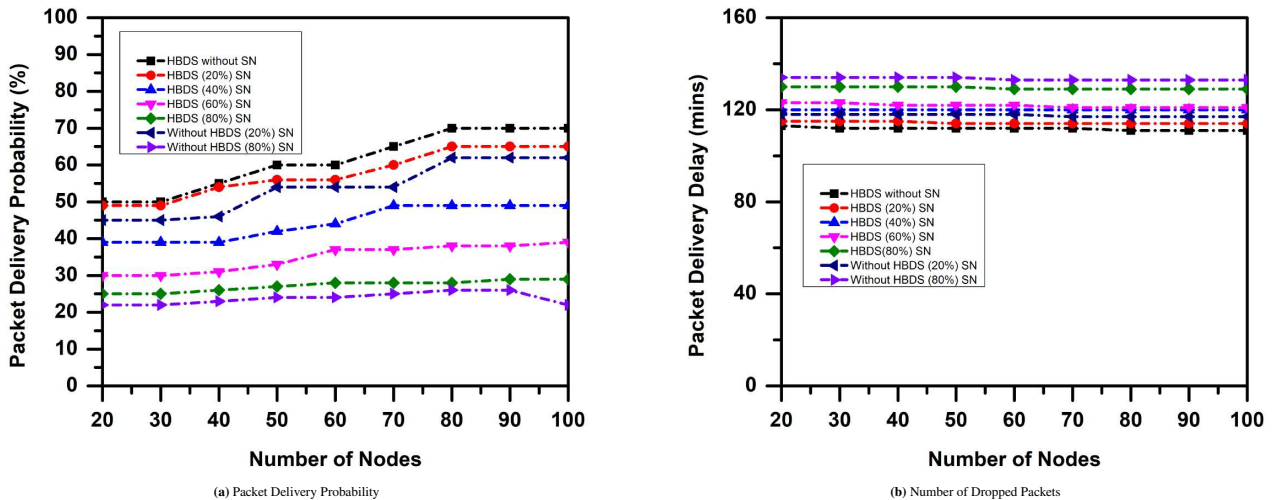 Packet Delivery Probability (%)
100
90
80
70
60
50
40
30
20
10
0
HBDS without SN
HBDS (20%) SN
HBDS (40%) SN
HBDS (60%) SN
HBDS (80%) SN
Without HBDS (20%) SN
Without HBDS (80%) SN
20 30 40 50 60 70 80 90 100
Number of Nodes
(a) Packet Delivery Probability
Packet Delivery Delay (mins)
160
120
80
40
0
HBDS without SN
HBDS (20%) SN
HBDS (40%) SN
HBDS (60%) SN
HBDS(80%) SN
Without HBDS (20%) SN
Without HBDS (80%) SN
20 30 40 50 60 70 80 90 100
Number of Nodes
(b) Number of Dropped Packets